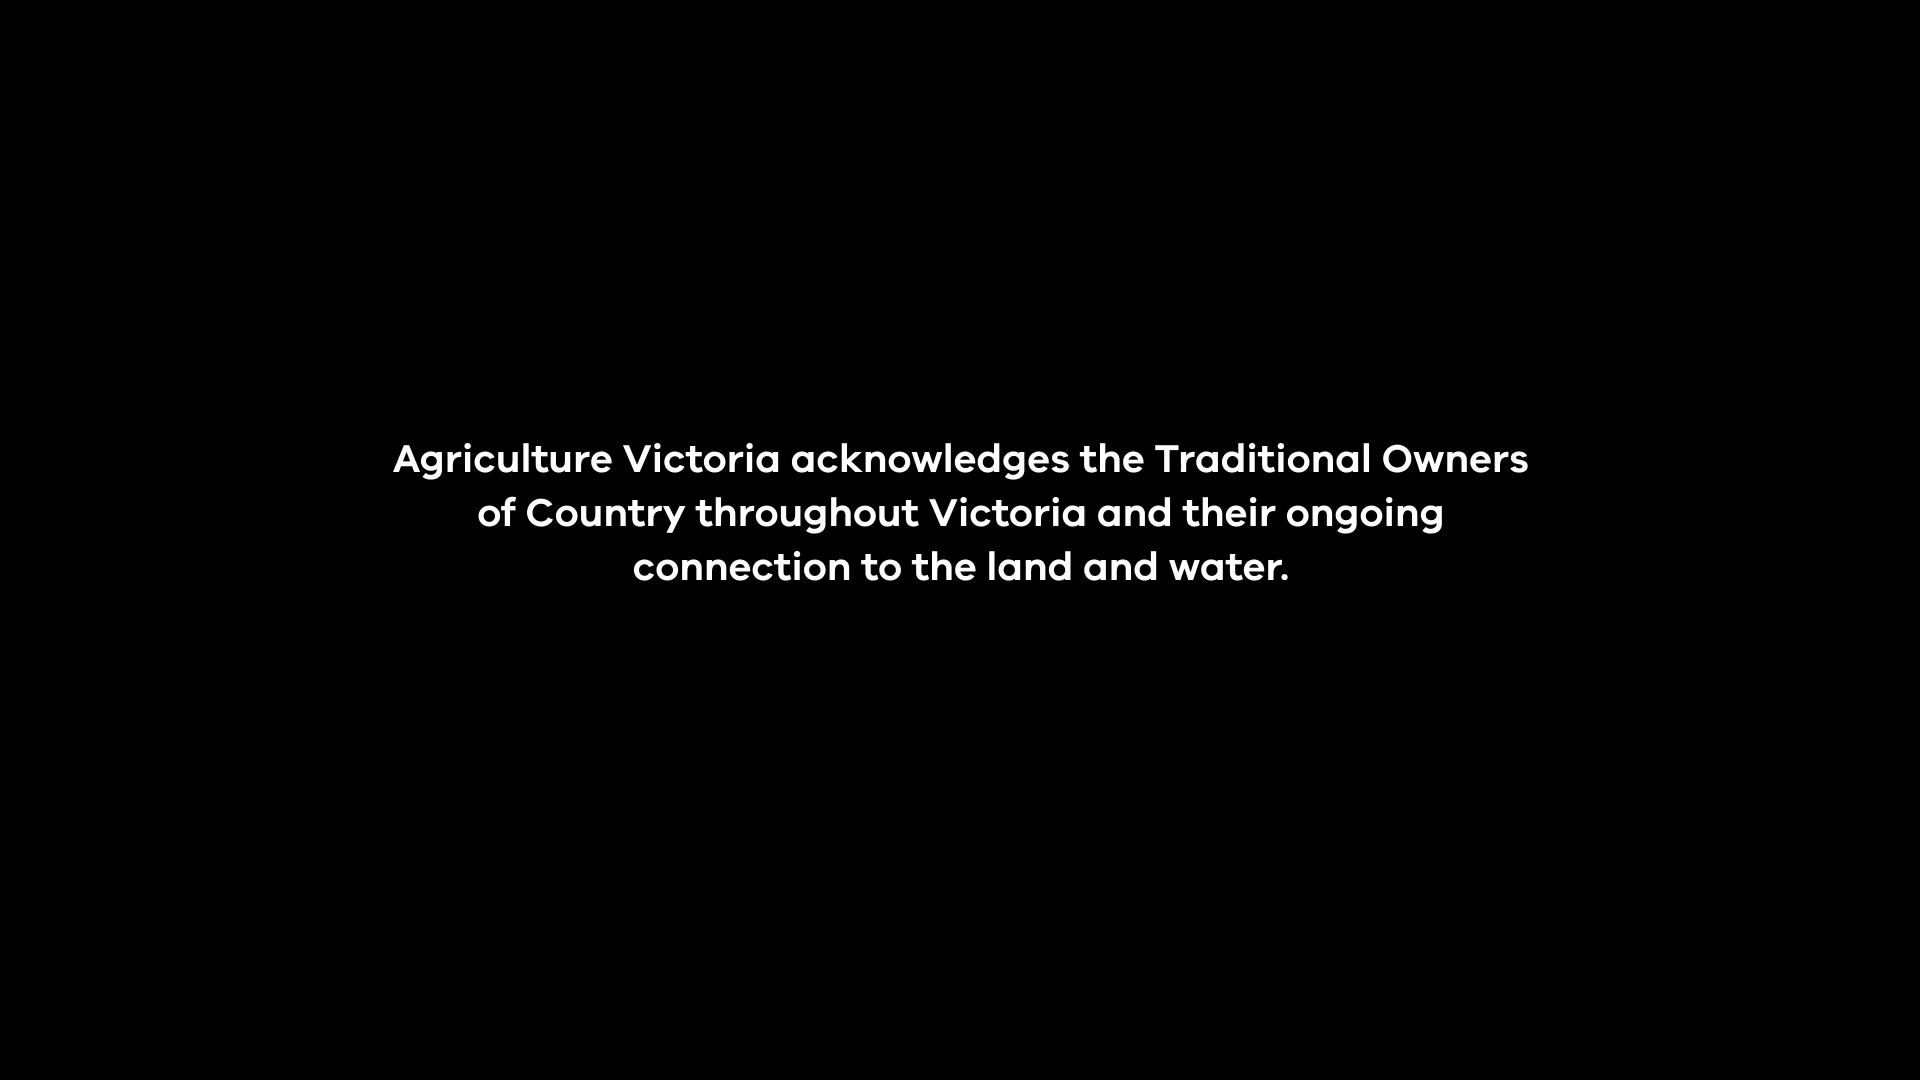 Agriculture Victoria acknowledges the Traditional Owners
of Country throughout Victoria and their ongoing
connection to the land and water.